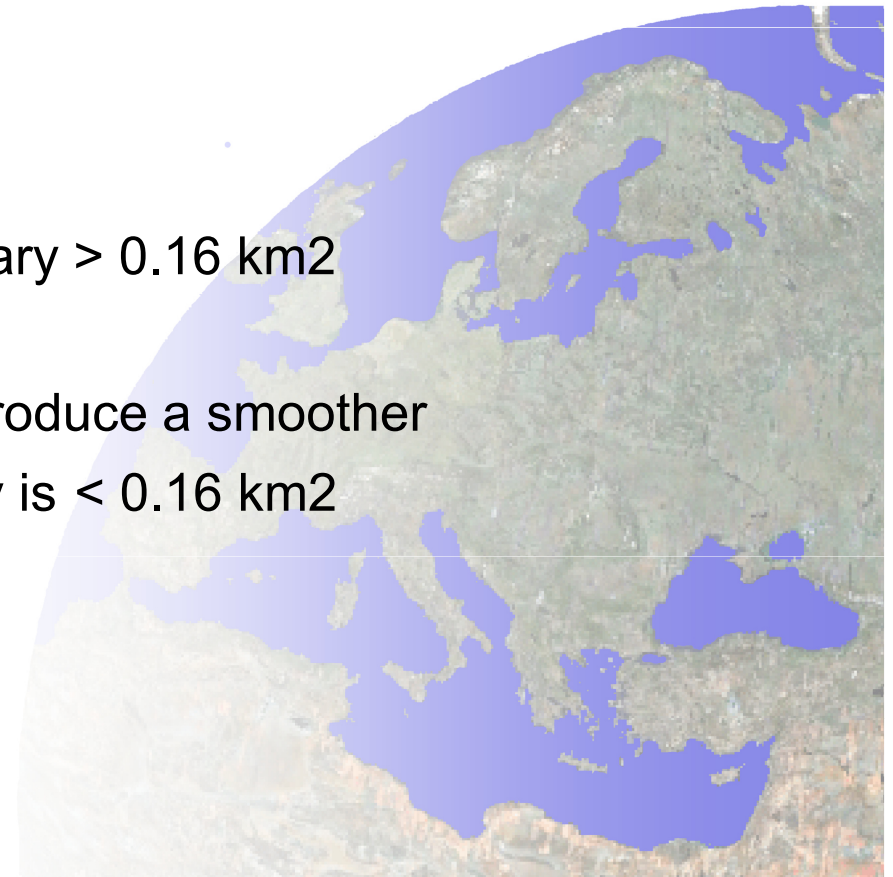 ary > 0.16 km2
roduce a smoother
is < 0.16 km2